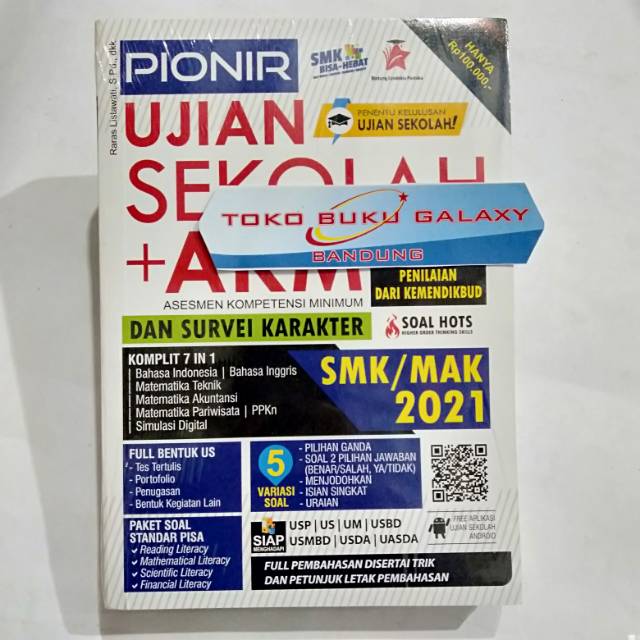 Raras Listawati, S.Pd., dkk
PIONIR
SMK
BISA-HEBAT
HANYA
Rp100.000,-
UJIAN
PENENTU KELULUSAN
UJIAN SEKOLAH!
SEKOLAH
TOKO BUKU GALAXY
BANDUNG
+AKM
PENILAIAN
DARI KEMENDIKBUD
ASESMEN KOMPETENSI MINIMUM
DAN SURVEI KARAKTER
SOAL HOTS
HIGHER ORDER THINKING SKILLS
KOMPLIT 7 IN 1
| Bahasa Indonesia | Bahasa Inggris
| Matematika Teknik
| Matematika Akuntansi
| Matematika Pariwisata | PPKn
| Simulasi Digital
SMK/MAK
2021
FULL BENTUK US
- Tes Tertulis
- Portofolio
- Penugasan
- Bentuk Kegiatan Lain
5
VARIASI
SOAL
- PILIHAN GANDA
- SOAL 2 PILIHAN JAWABAN
(BENAR/SALAH, YA/TIDAK)
- MENJODOHKAN
- ISIAN SINGKAT
- URAIAN
PAKET SOAL
STANDAR PISA
✓ Reading Literacy
✓ Mathematical Literacy
✓ Scientific Literacy
✓ Financial Literacy
SIAP
MENGHADAPI
USP | US | UM | USBD
USMBD | USDA | UASDA
FREE APLIKASI
UJIAN SEKOLAH
ANDROID
FULL PEMBAHASAN DISERTAI TRIK
DAN PETUNJUK LETAK PEMBAHASAN